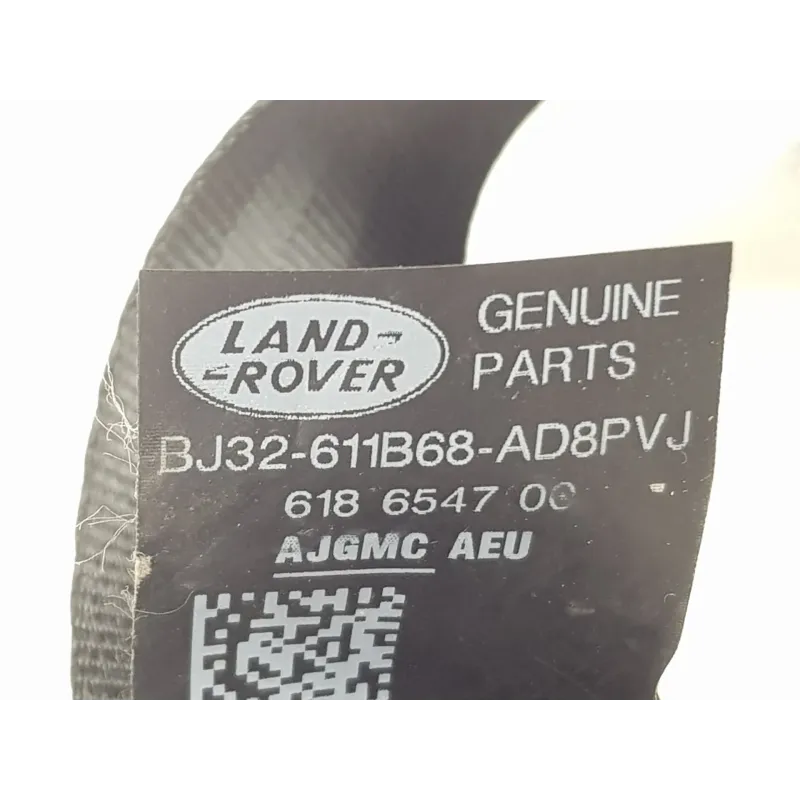 LAND-
-ROVER
GENUINE
PARTS
BJ32-611B68-AD8PVJ
618 6547 00
AJGMC AEU